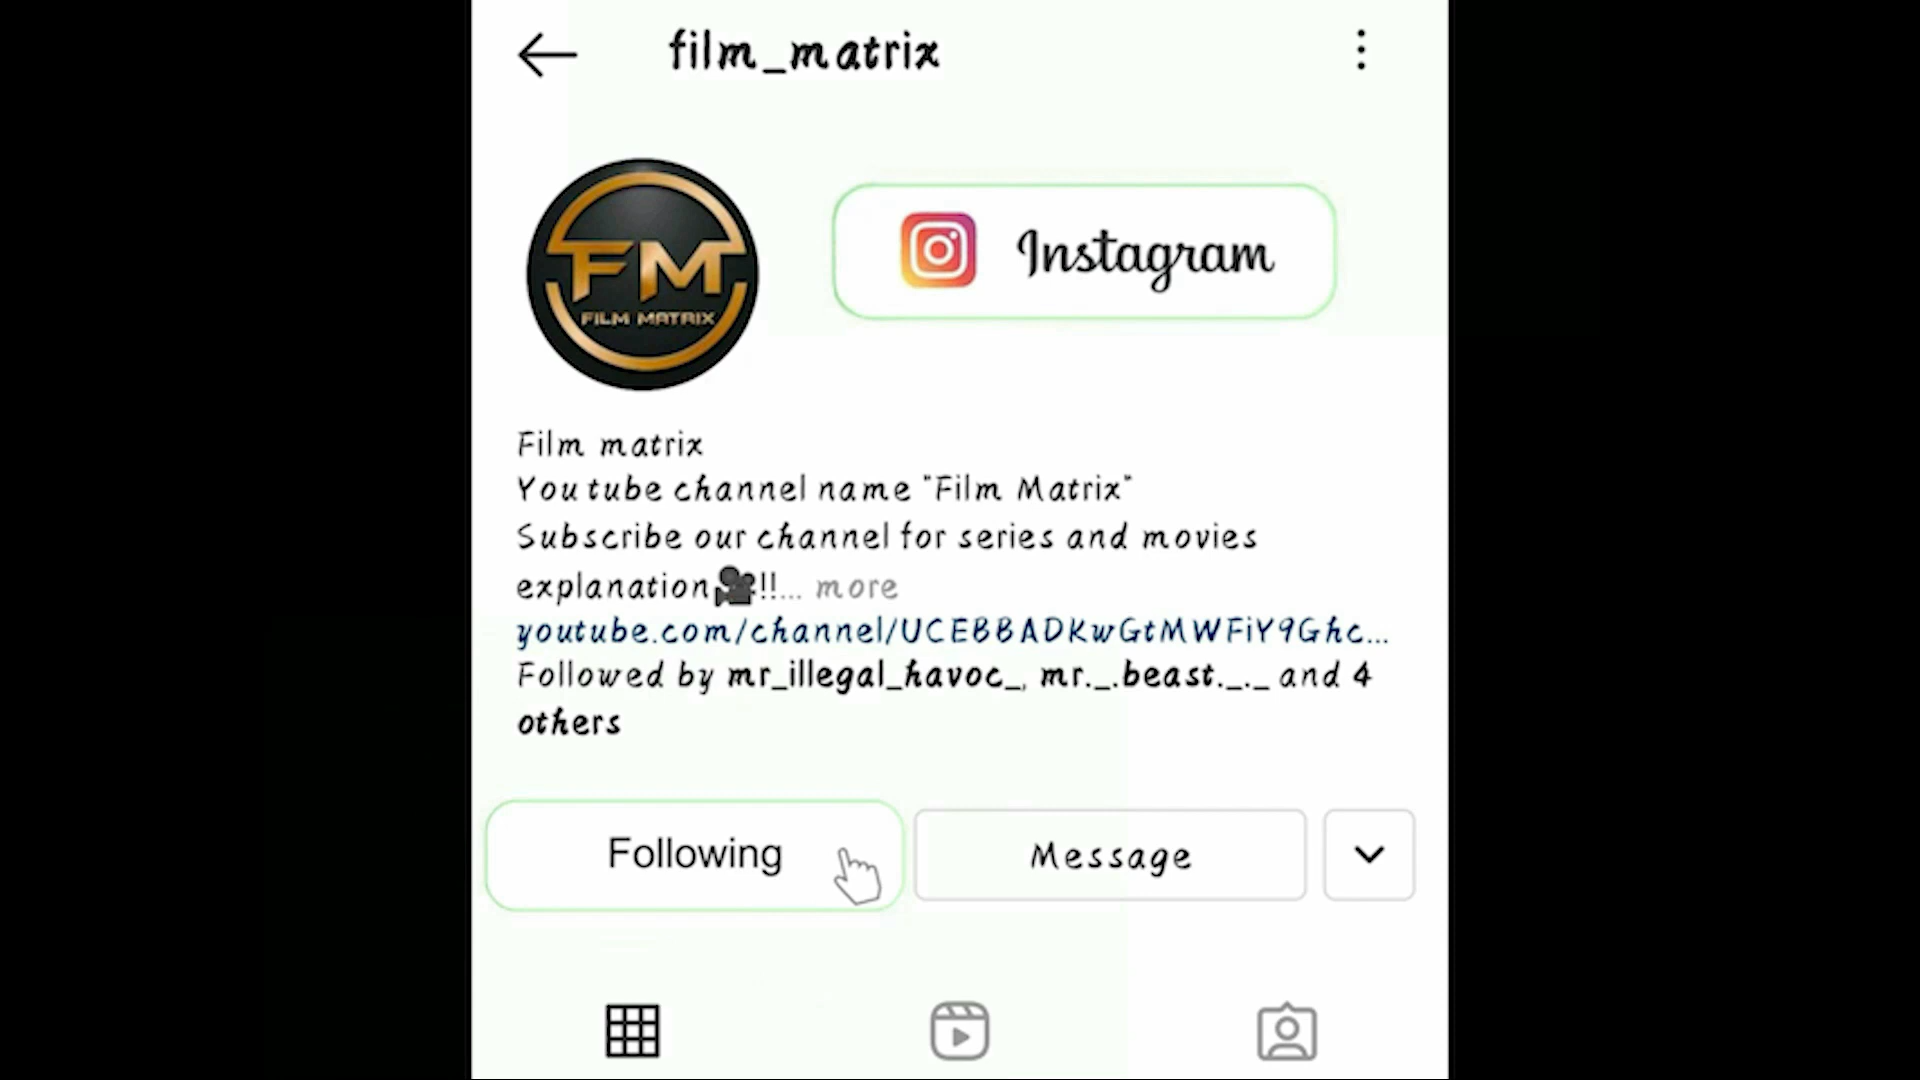 film_matrix
FM
FILM MATRIX
Instagram
Film matrix
You tube channel name "Film Matrix"
Subscribe our channel for series and movies
explanation🎥!!... more
youtube.com/channel/UCEBBADKwGtMWFiY9Ghc...
Followed by mr_illegal_havoc_, mr._.beast._._ and 4
others
Following
Message